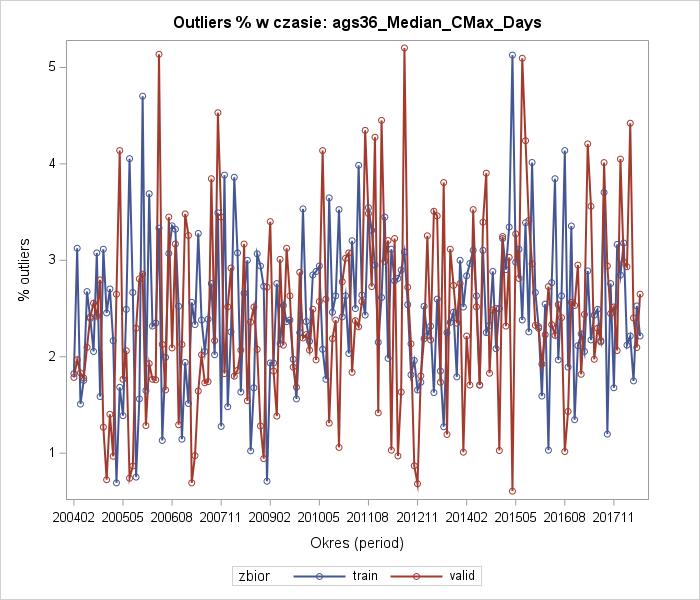 Outliers % w czasie: ags36_Median_CMax_Days
% outliers
5
4
3
2
1
200402 200505 200608 200711 200902 201005 201108 201211 201402 201505 201608 201711
Okres (period)
zbior train valid